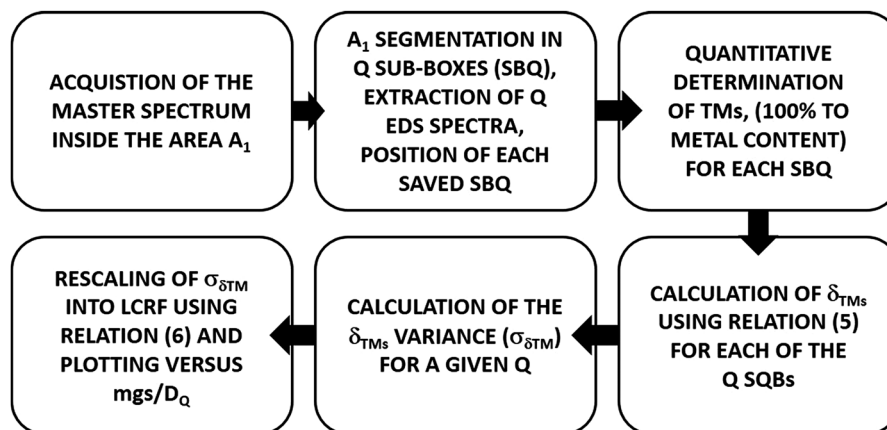 ACQUISTION OF THE
MASTER SPECTRUM
INSIDE THE AREA A₁
A₁ SEGMENTATION IN
Q SUB-BOXES (SBQ),
EXTRACTION OF Q
EDS SPECTRA,
POSITION OF EACH
SAVED SBQ
QUANTITATIVE
DETERMINATION
OF TMs, (100% TO
METAL CONTENT)
FOR EACH SBQ
CALCULATION OF δTMs
USING RELATION (5)
FOR EACH OF THE
Q SQBs
CALCULATION OF THE
δTMs VARIANCE (σδTM)
FOR A GIVEN Q
RESCALING OF σδTM
INTO LCRF USING
RELATION (6) AND
PLOTTING VERSUS
mgs/DQ